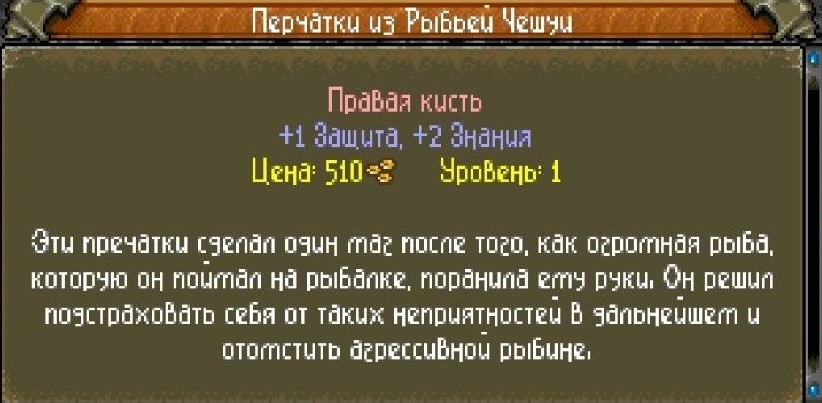 Перчатки из Рыбьей Чешуи
Правая кисть
+1 Защита, +2 Знания
Цена: 510 Уровень: 1
Эти пречатки сделал один маг после того, как огромная рыба,
которую он поймал на рыбалке, поранила ему руки. Он решил
подстраховать себя от таких неприятностей в дальнейшем и
отомстить агрессивной рыбине.